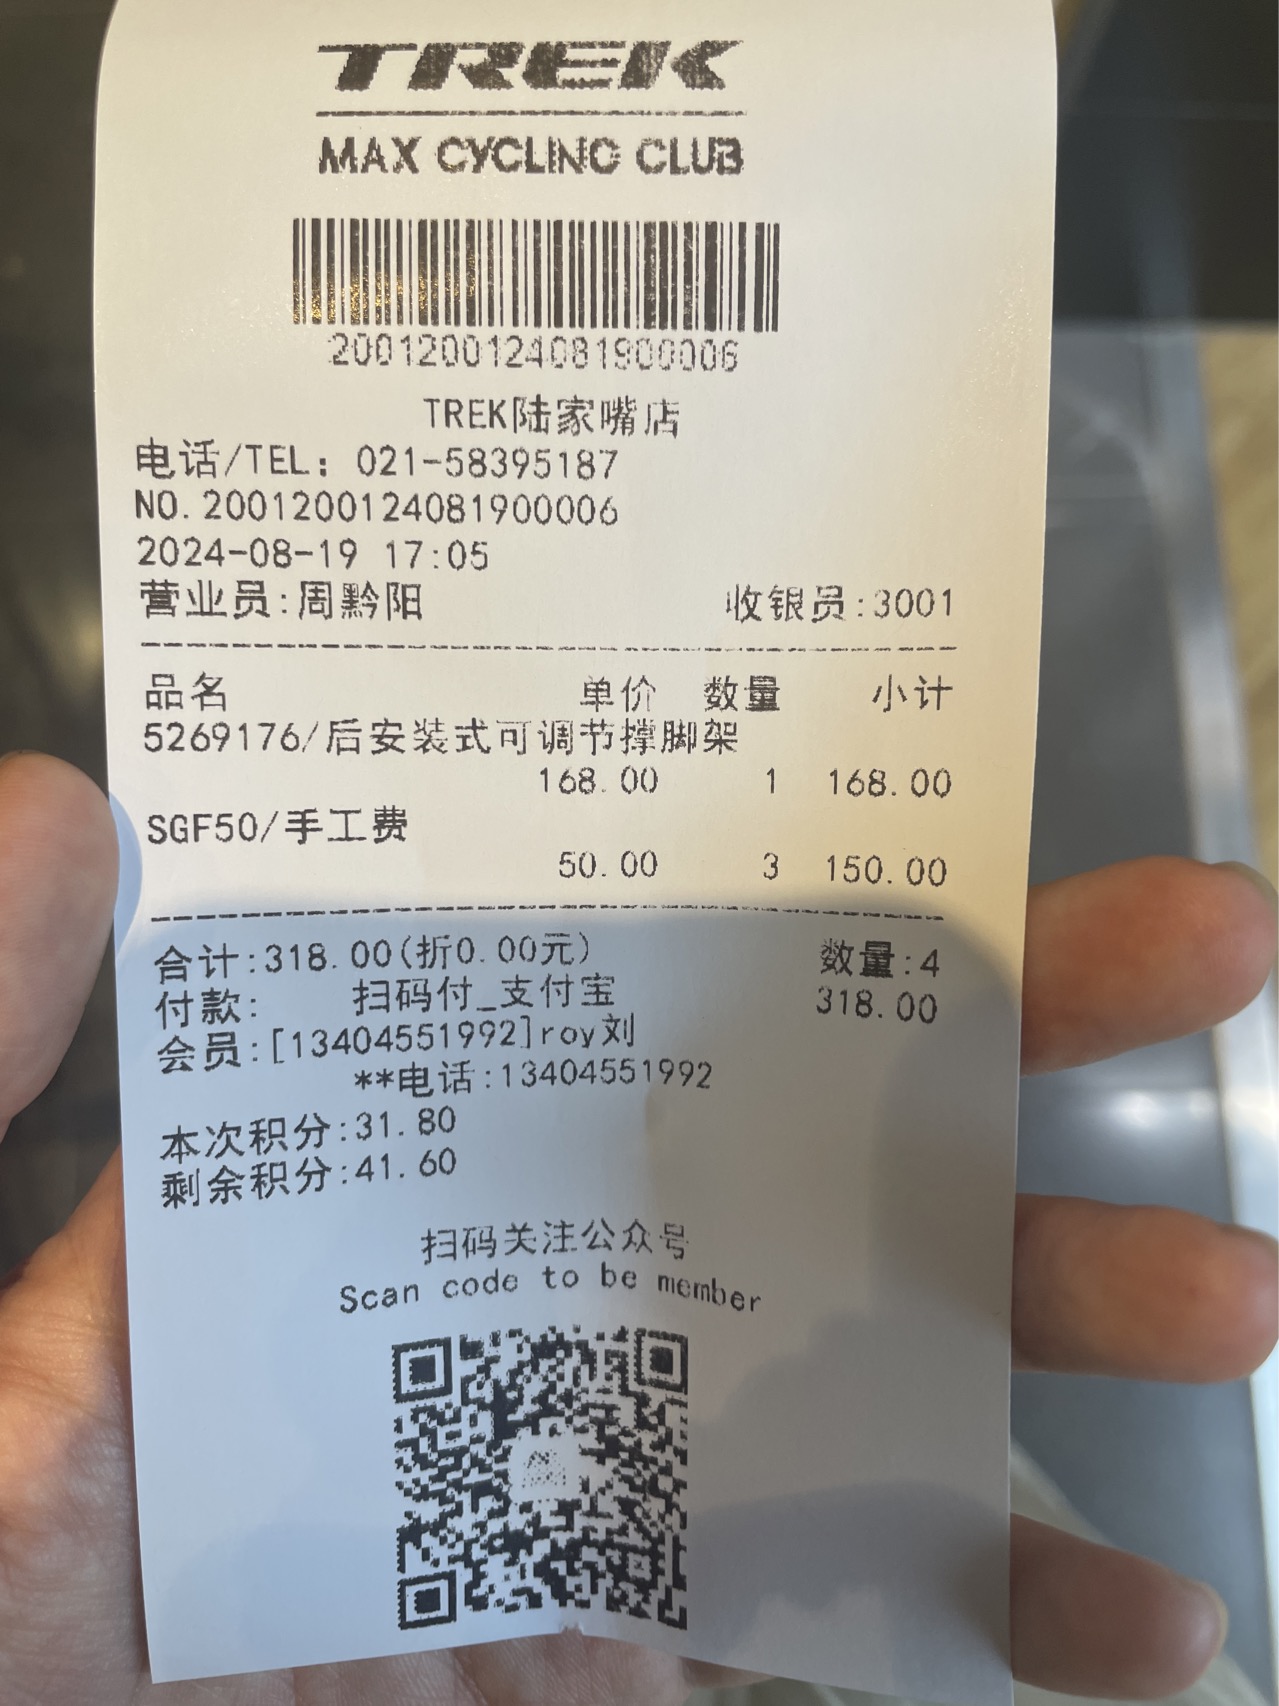 TREK
MAX CYCLING CLUB
2001200124081900006
TREK陆家嘴店
电话/TEL: 021-58395187
NO.2001200124081900006
2024-08-19 17:05
营业员:周黔阳 收银员:3001
品名 单价 数量 小计
5269176/后安装式可调节撑脚架
168.00 1 168.00
SGF50/手工费
50.00 3 150.00
合计:318.00(折0.00元) 数量:4
付款: 扫码付_支付宝 318.00
会员:[13404551992]roy刘
**电话:13404551992
本次积分:31.80
剩余积分:41.60
扫码关注公众号
Scan code to be member